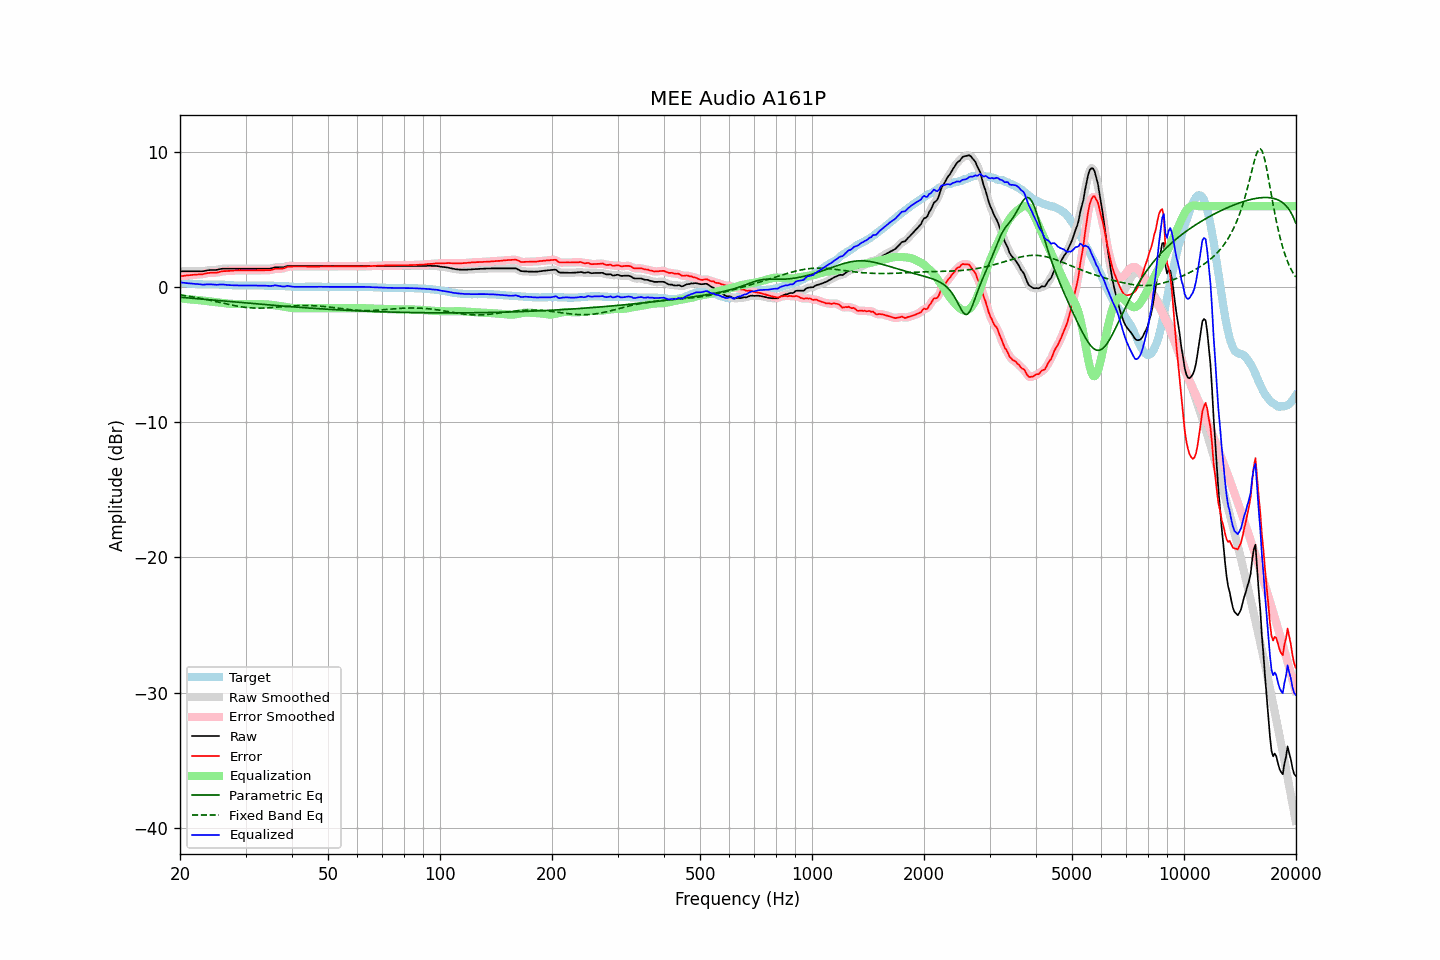 MEE Audio A161P
10
0
−10
−20
−30
−40
Amplitude (dBr)
Target
Raw Smoothed
Error Smoothed
Raw
Error
Equalization
Parametric Eq
Fixed Band Eq
Equalized
20 50 100 200 500 1000 2000 5000 10000 20000
Frequency (Hz)